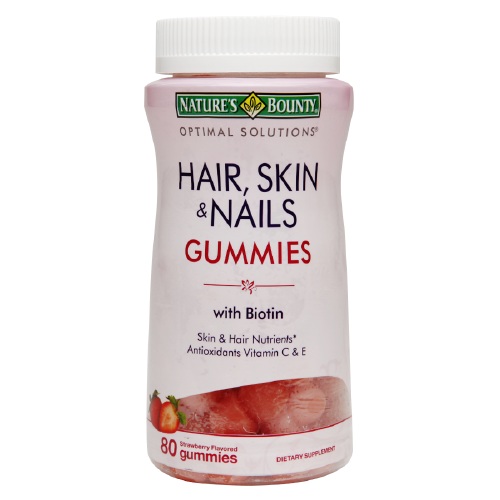 NATURE'S BOUNTY®
OPTIMAL SOLUTIONS®
HAIR, SKIN
& NAILS
GUMMIES
with Biotin
Skin & Hair Nutrients*
Antioxidants Vitamin C & E
Strawberry Flavored
80 gummies
DIETARY SUPPLEMENT